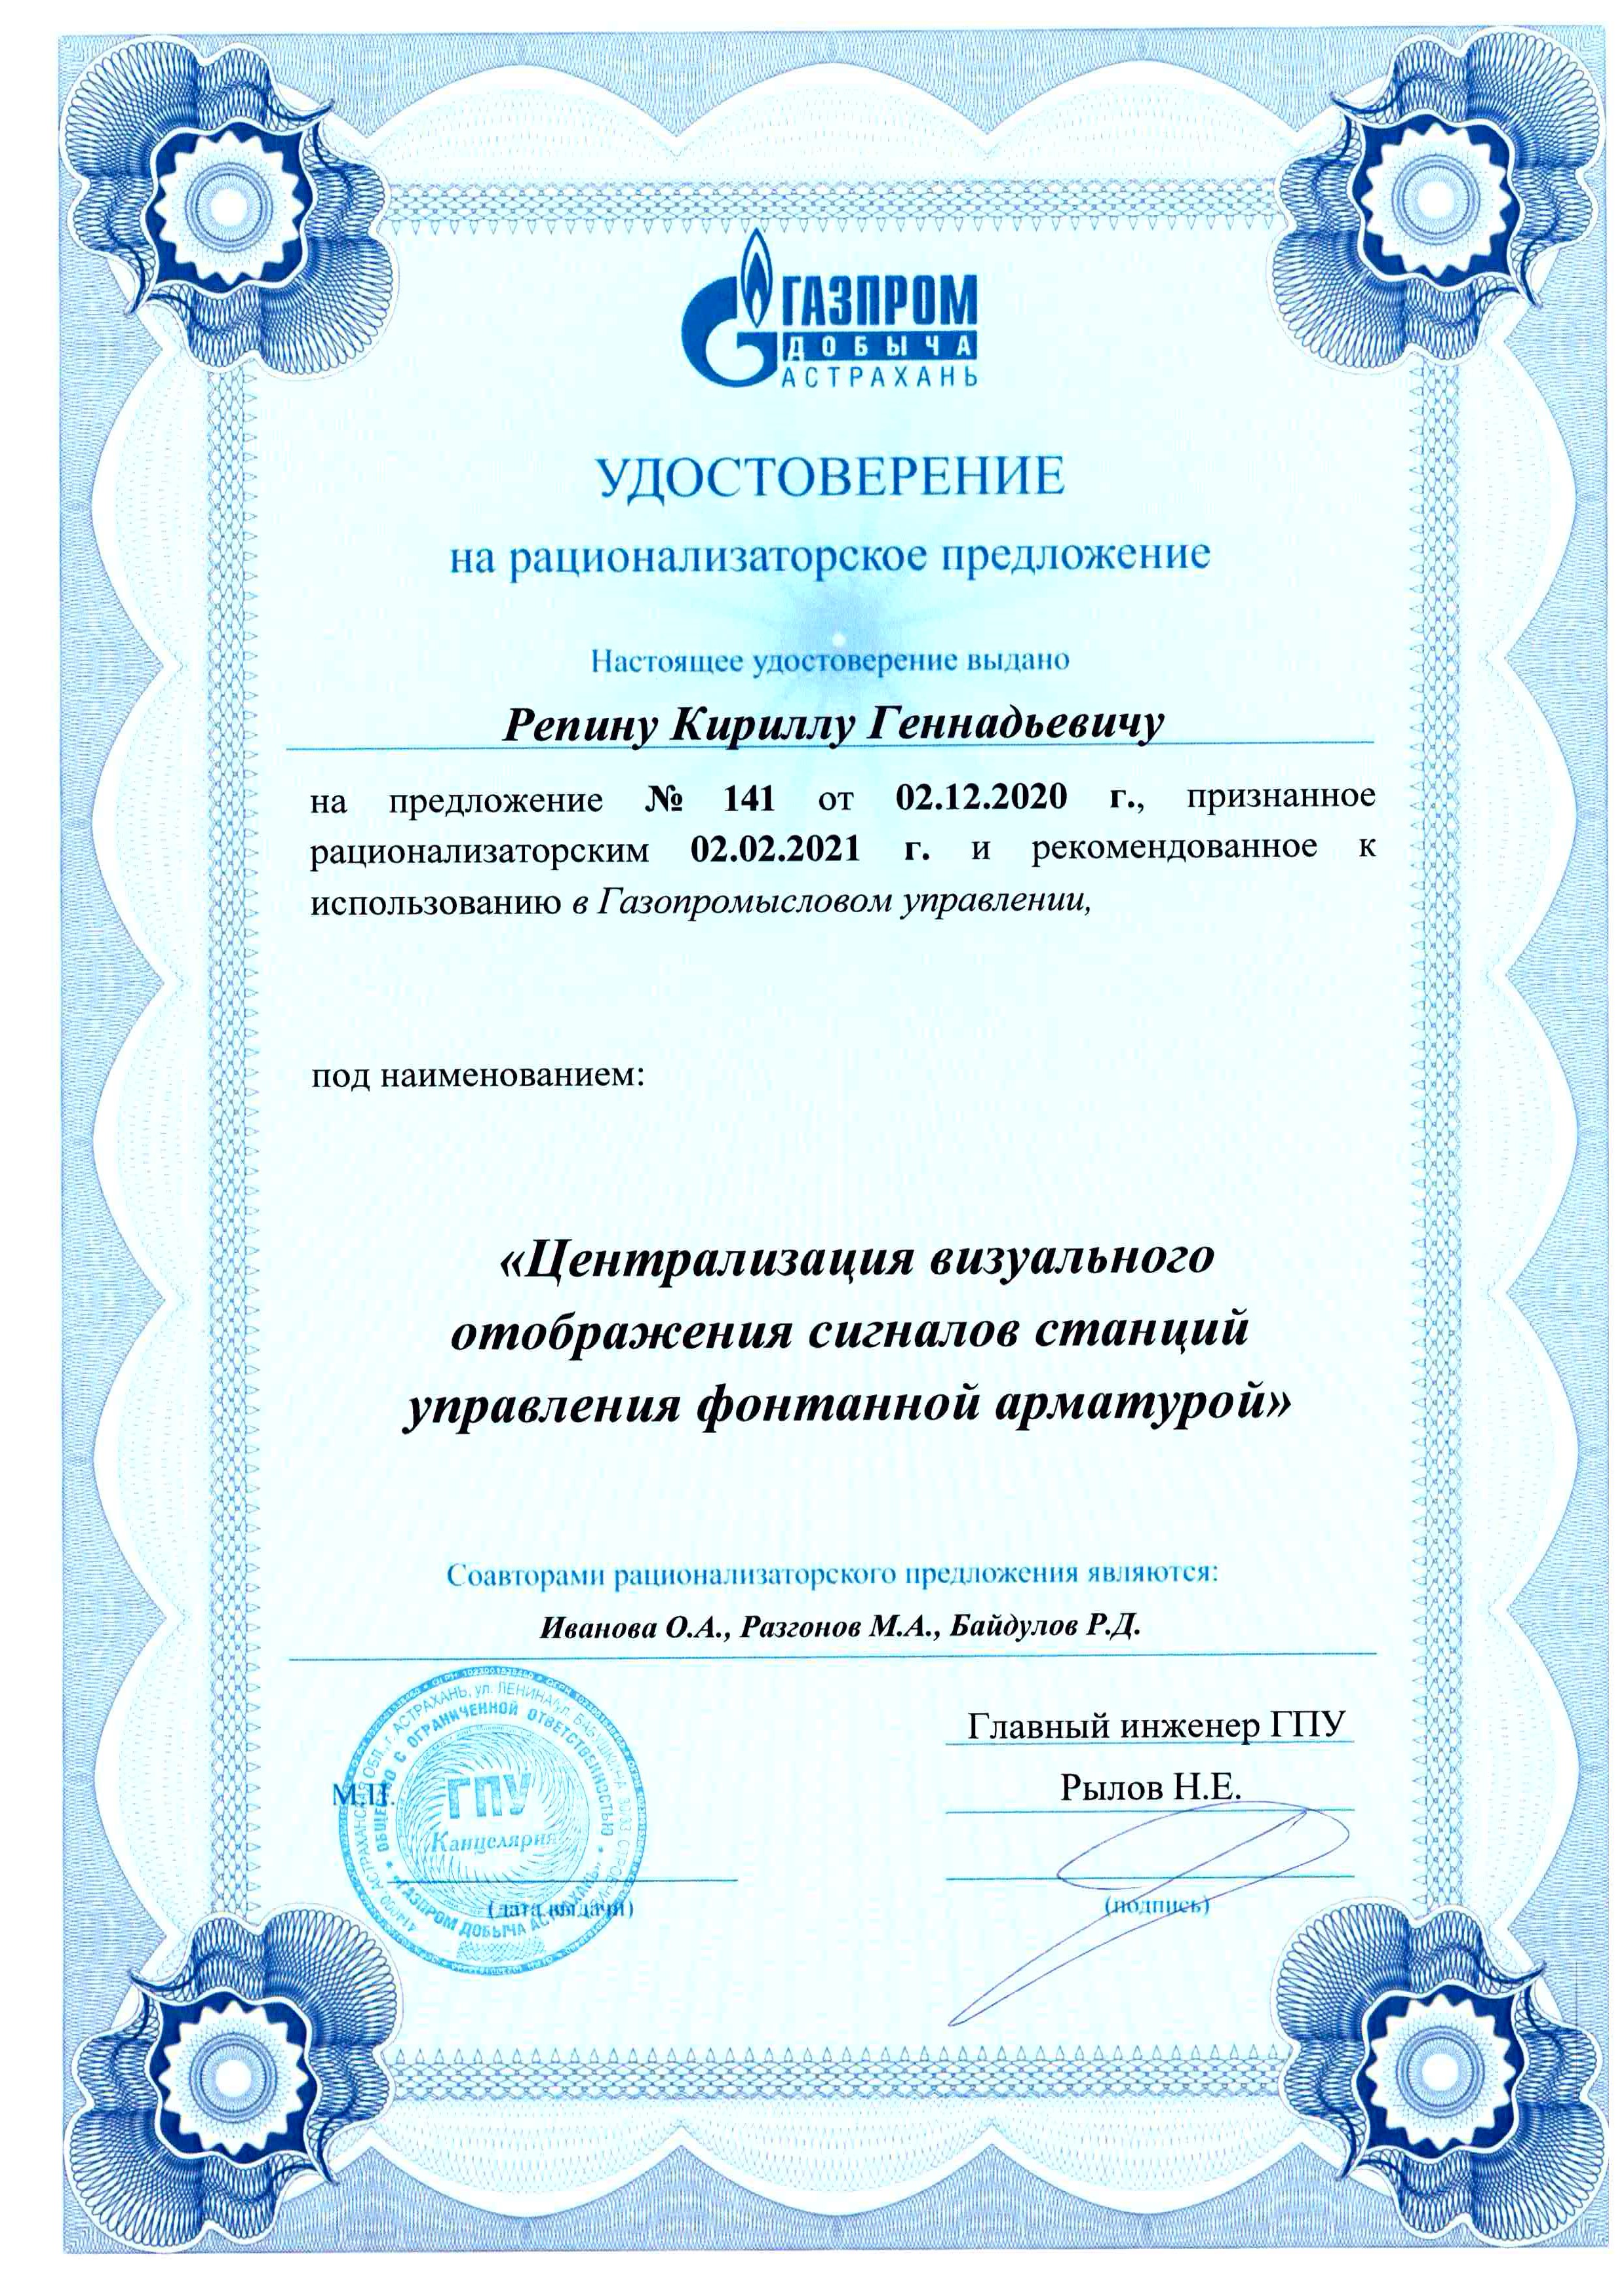 ГАЗПРОМ
ДОБЫЧА
АСТРАХАНЬ
УДОСТОВЕРЕНИЕ
на рационализаторское предложение
Настоящее удостоверение выдано
Репину Кириллу Геннадьевичу
на предложение № 141 от 02.12.2020 г., признанное
рационализаторским 02.02.2021 г. и рекомендованное к
использованию в Газопромысловом управлении,
под наименованием:
«Централизация визуального
отображения сигналов станций
управления фонтанной арматурой»
Соавторами рационализаторского предложения являются:
Иванова О.А., Разгонов М.А., Байдулов Р.Д.
Главный инженер ГПУ
Рылов Н.Е.
М.П.
ГПУ
Канцелярия
ОБЩЕСТВО С ОГРАНИЧЕННОЙ ОТВЕТСТВЕННОСТЬЮ
«ГАЗПРОМ ДОБЫЧА АСТРАХАНЬ»
(дата выдачи)
(подпись)